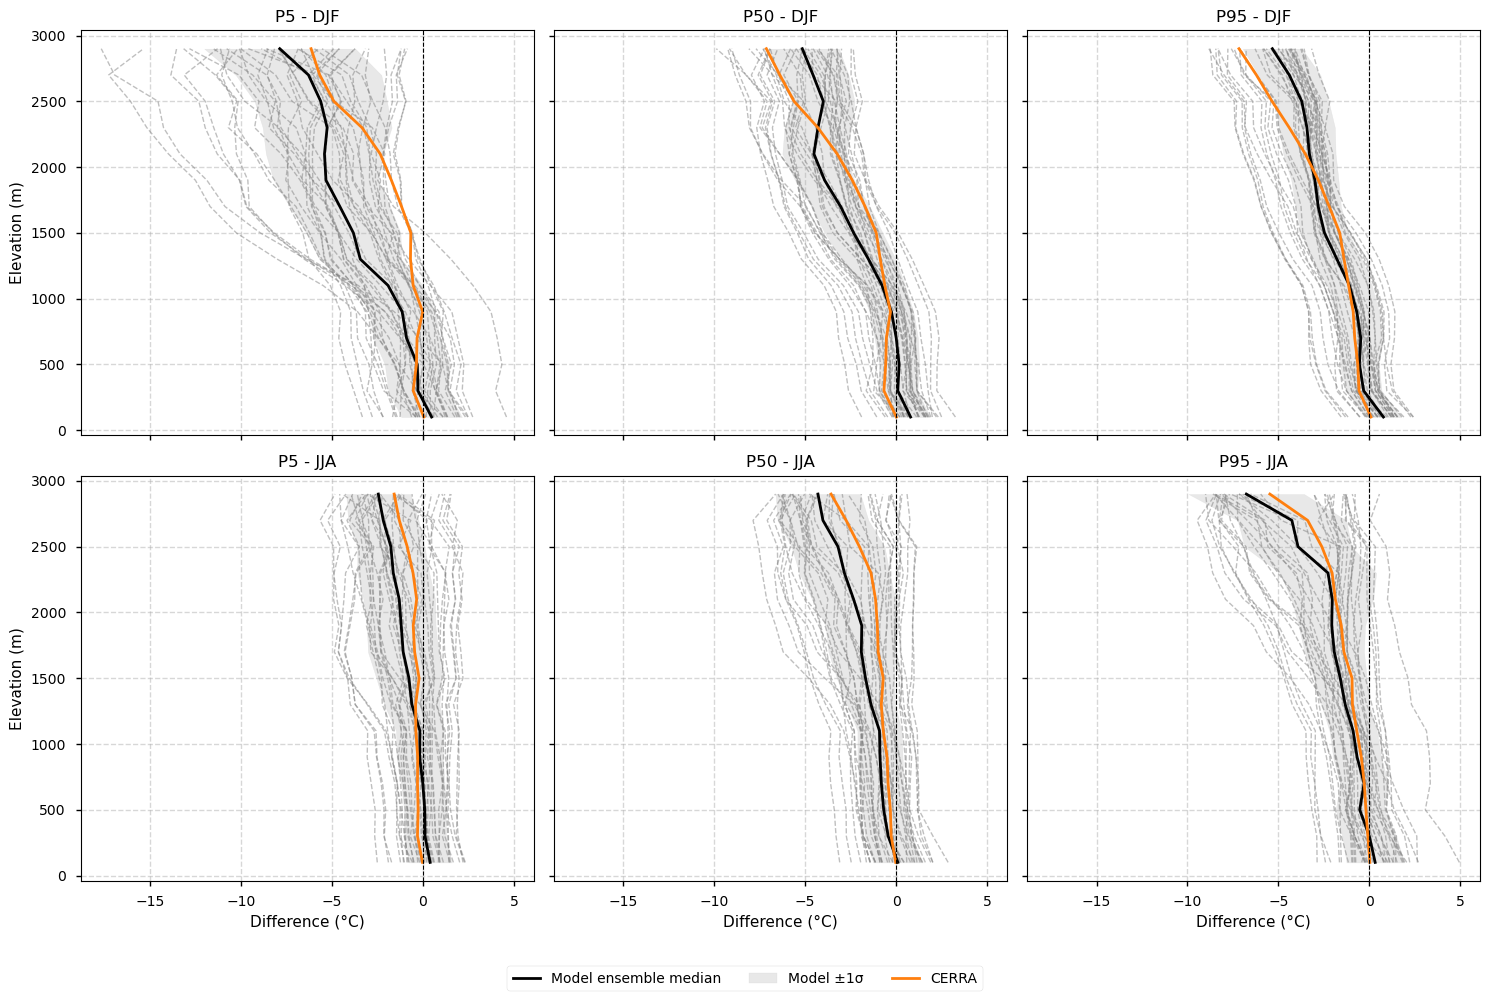 P5 - DJF
P50 - DJF
P95 - DJF
3000
2500
2000
1500
1000
500
0
Elevation (m)
P5 - JJA
P50 - JJA
P95 - JJA
3000
2500
2000
1500
1000
500
0
Elevation (m)
−15 −10 −5 0 5
−15 −10 −5 0 5
−15 −10 −5 0 5
Difference (°C)
Difference (°C)
Difference (°C)
Model ensemble median
Model ±1σ
CERRA